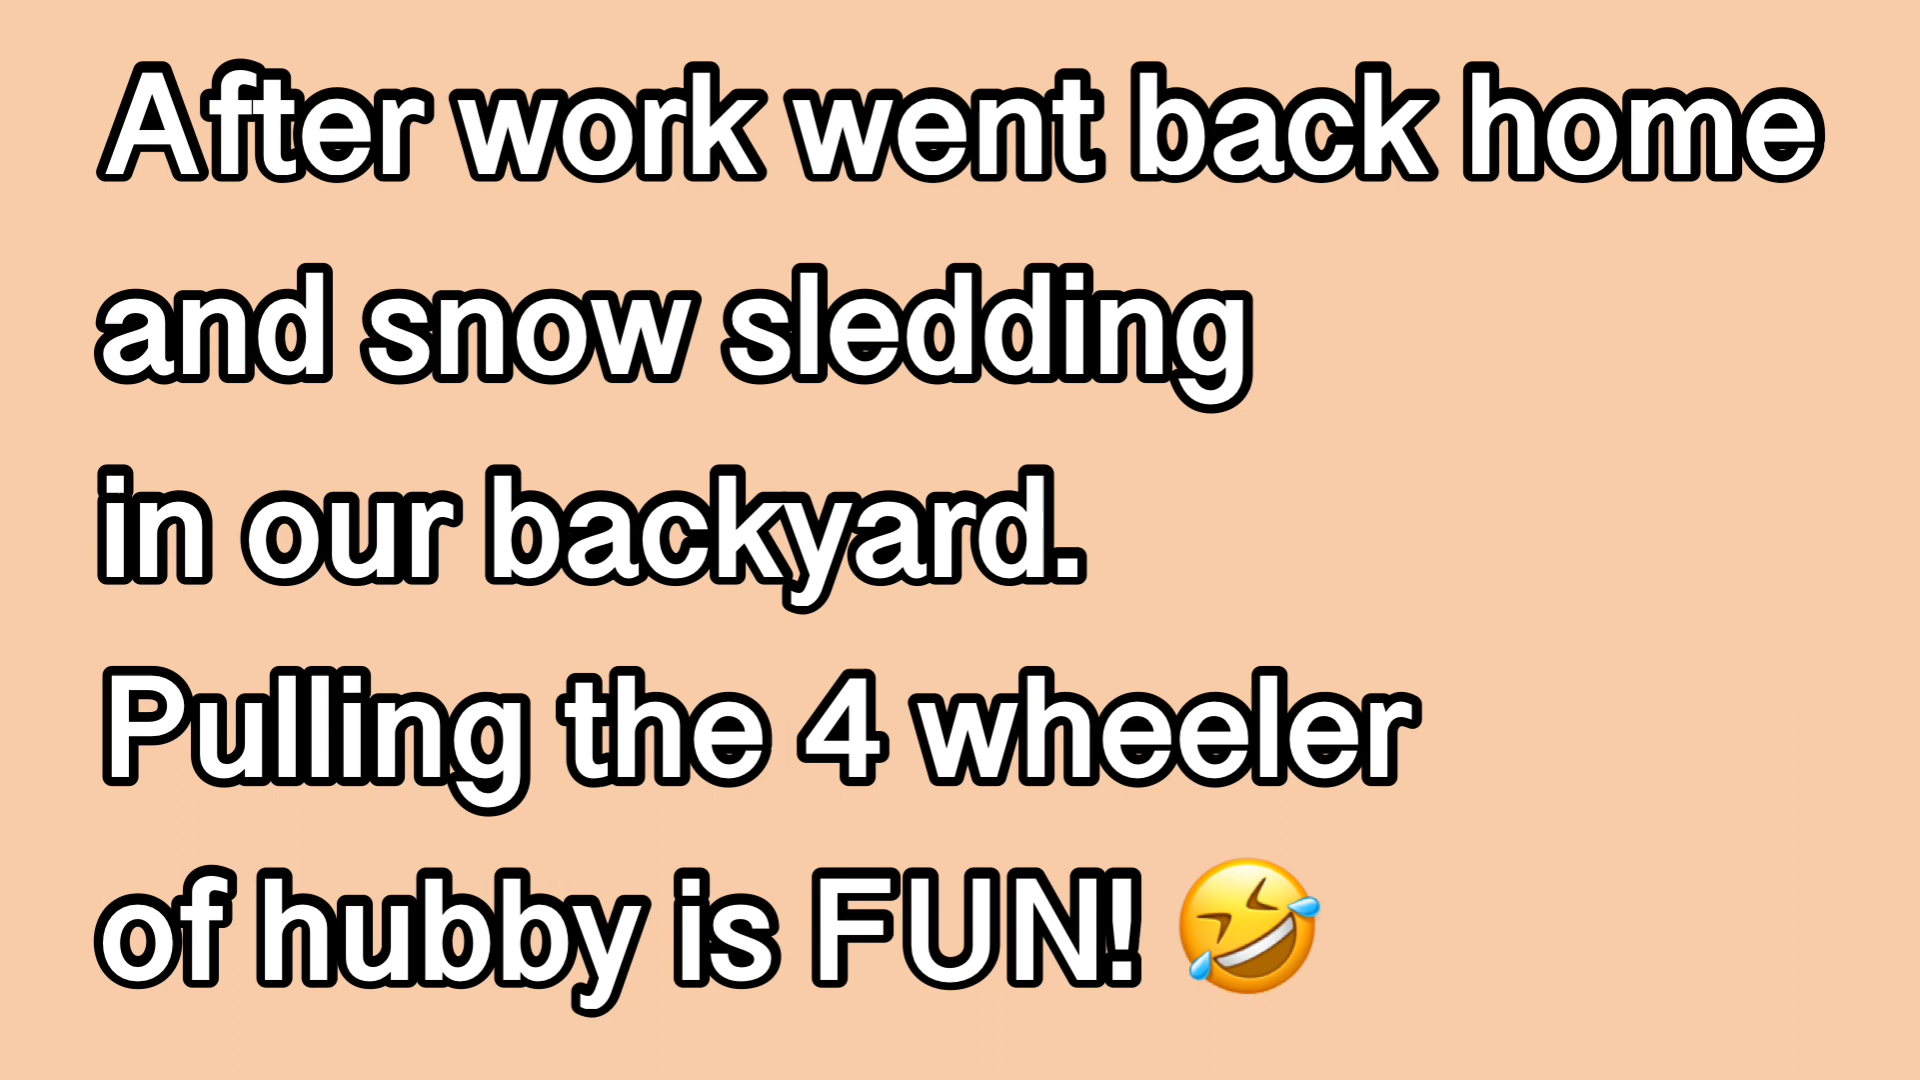 After work went back home
and snow sledding
in our backyard.
Pulling the 4 wheeler
of hubby is FUN! 🤣